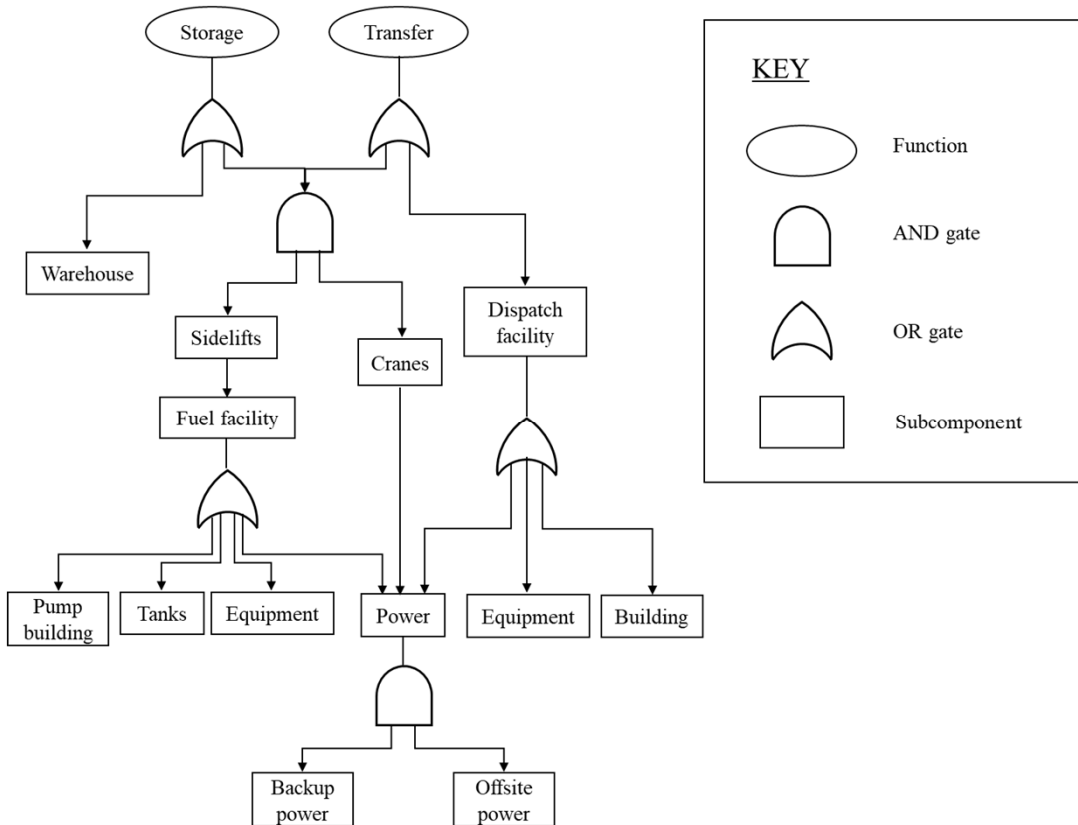 Storage
Transfer
KEY
Function
AND gate
OR gate
Subcomponent
Warehouse
Sidelifts
Cranes
Dispatch
facility
Fuel facility
Pump
building
Tanks
Equipment
Power
Equipment
Building
Backup
power
Offsite
power